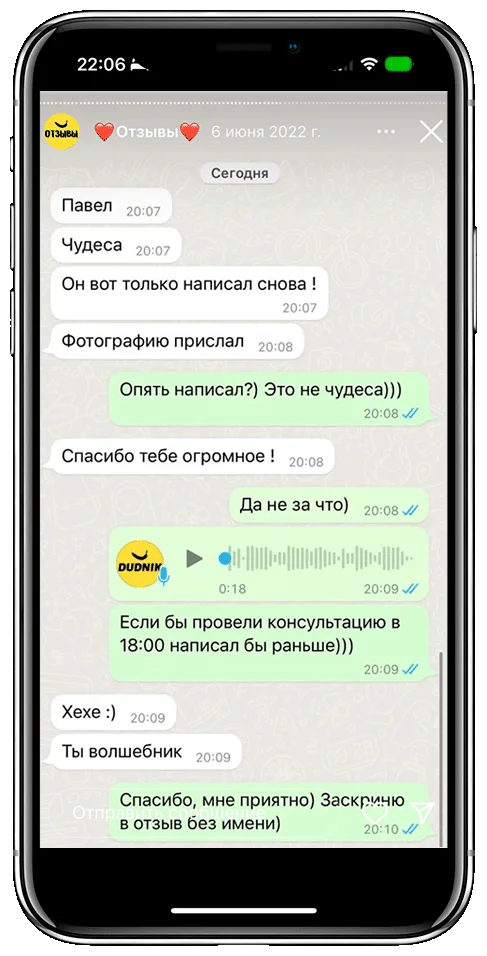 22:06
ОТЗЫВЫ
❤️Отзывы❤️ 6 июня 2022 г.
Сегодня
Павел 20:07
Чудеса 20:07
Он вот только написал снова !
20:07
Фотографию прислал 20:08
Опять написал?) Это не чудеса)))
20:08
Спасибо тебе огромное ! 20:08
Да не за что) 20:08
DUDNIK
0:18 20:09
Если бы провели консультацию в
18:00 написал бы раньше)))
20:09
Хехе :) 20:09
Ты волшебник 20:09
Спасибо, мне приятно) Заскриню
Отправить сообщение
в отзыв без имени)
20:10